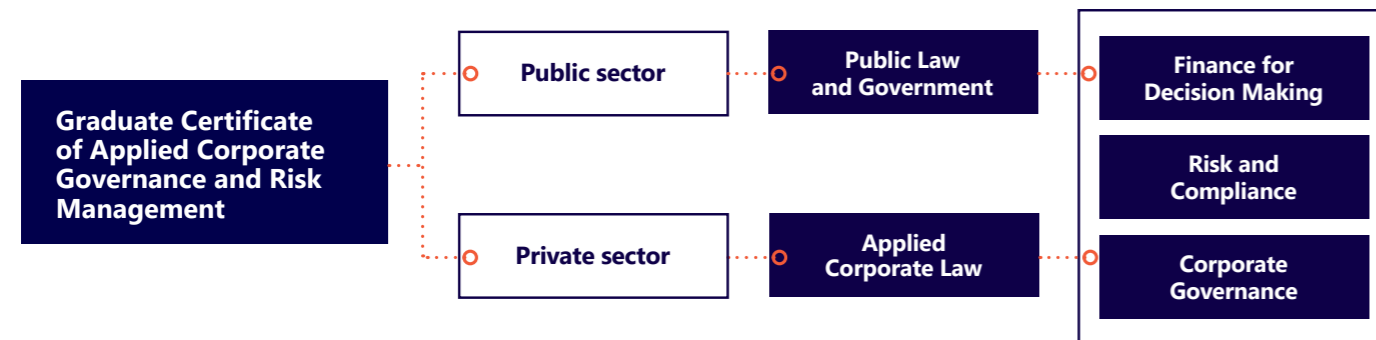 Graduate Certificate
of Applied Corporate
Governance and Risk
Management
Public sector
Public Law
and Government
Private sector
Applied
Corporate Law
Finance for
Decision Making
Risk and
Compliance
Corporate
Governance